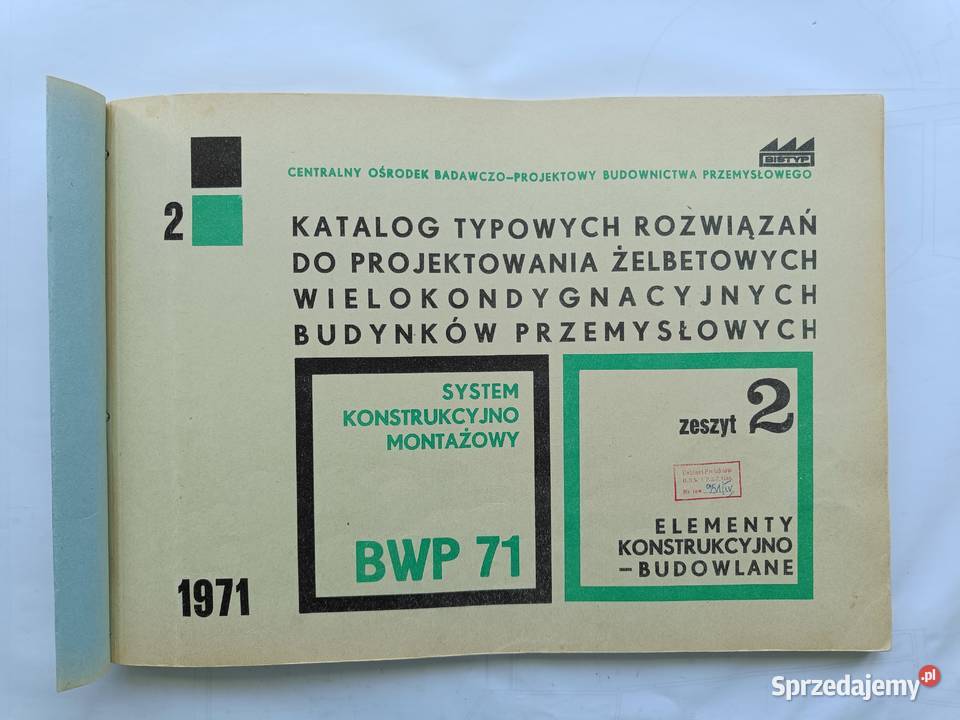 BISTYP
CENTRALNY OŚRODEK BADAWCZO-PROJEKTOWY BUDOWNICTWA PRZEMYSŁOWEGO
2
KATALOG TYPOWYCH ROZWIĄZAŃ
DO PROJEKTOWANIA ŻELBETOWYCH
WIELOKONDYGNACYJNYCH
BUDYNKÓW PRZEMYSŁOWYCH
SYSTEM
KONSTRUKCYJNO
MONTAŻOWY
BWP 71
zeszyt 2
ELEMENTY
KONSTRUKCYJNO
-BUDOWLANE
1971
Sprzedajemy.pl